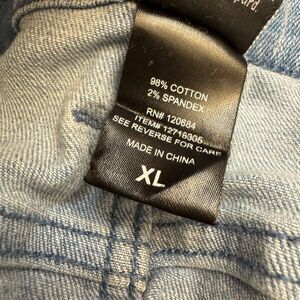 98% COTTON
2% SPANDEX
RN# 120684
ITEM# 12716305
SEE REVERSE FOR CARE
MADE IN CHINA
XL